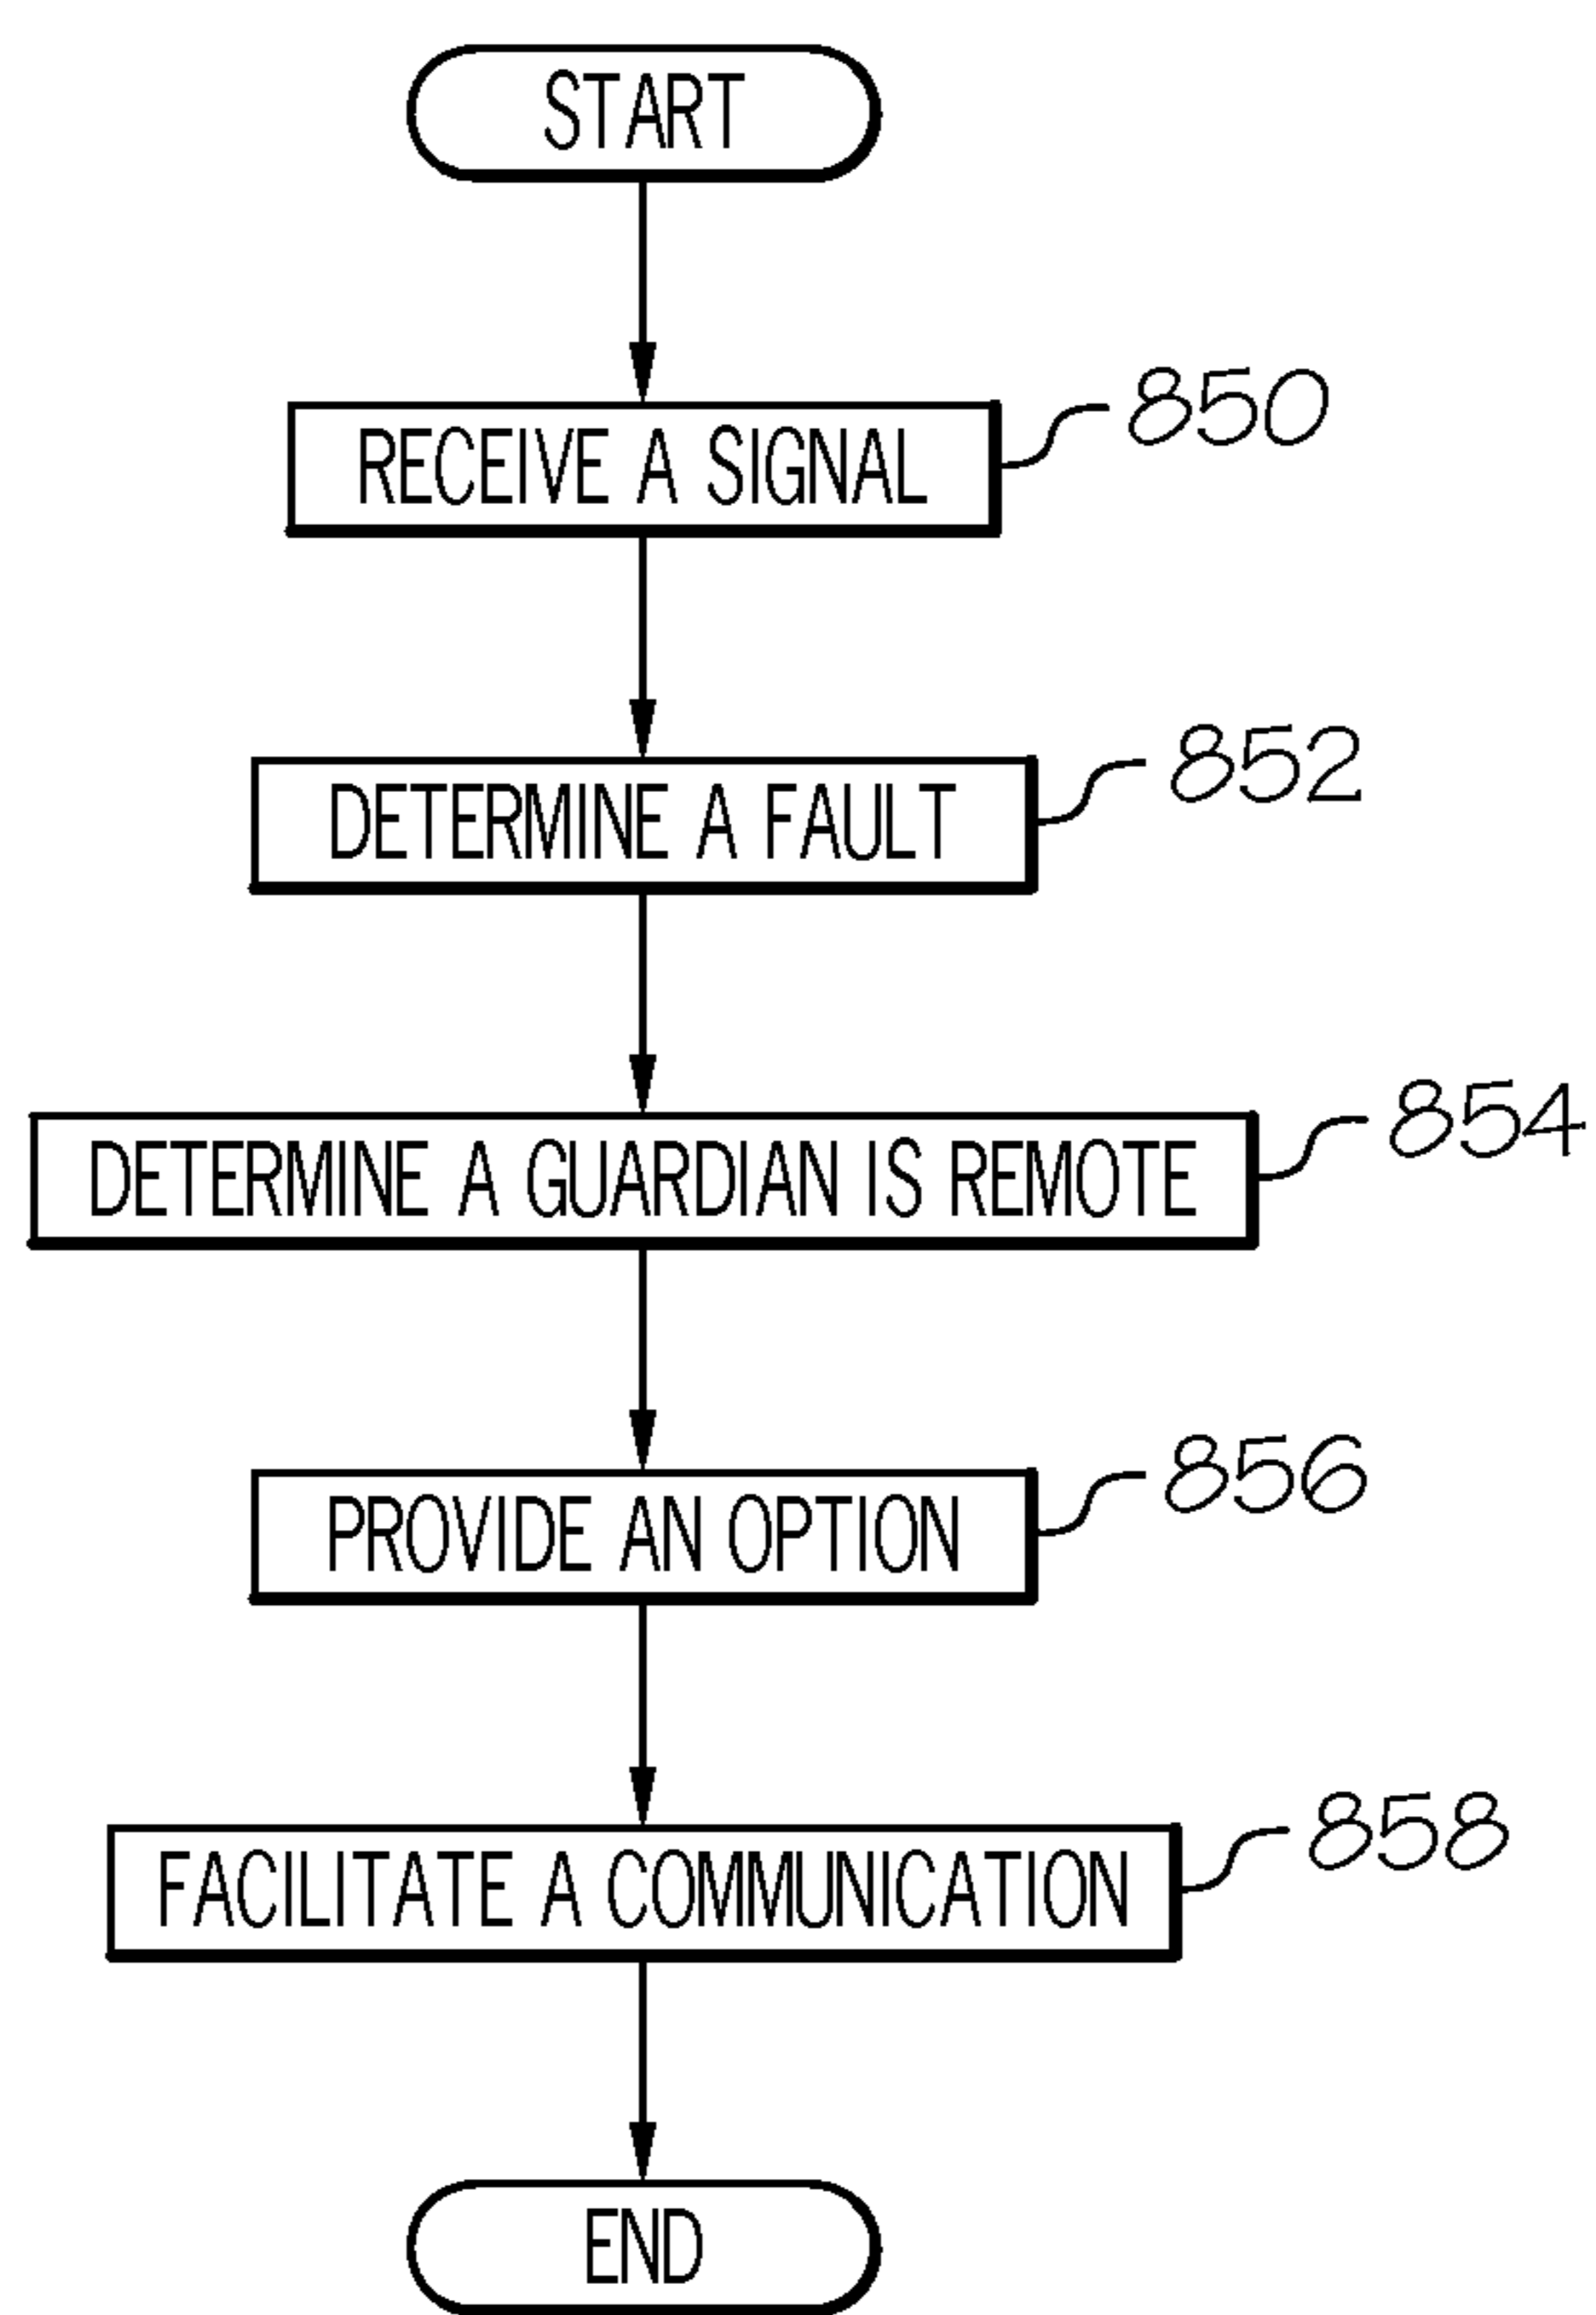 START
RECEIVE A SIGNAL 850
DETERMINE A FAULT 852
DETERMINE A GUARDIAN IS REMOTE 854
PROVIDE AN OPTION 856
FACILITATE A COMMUNICATION 858
END